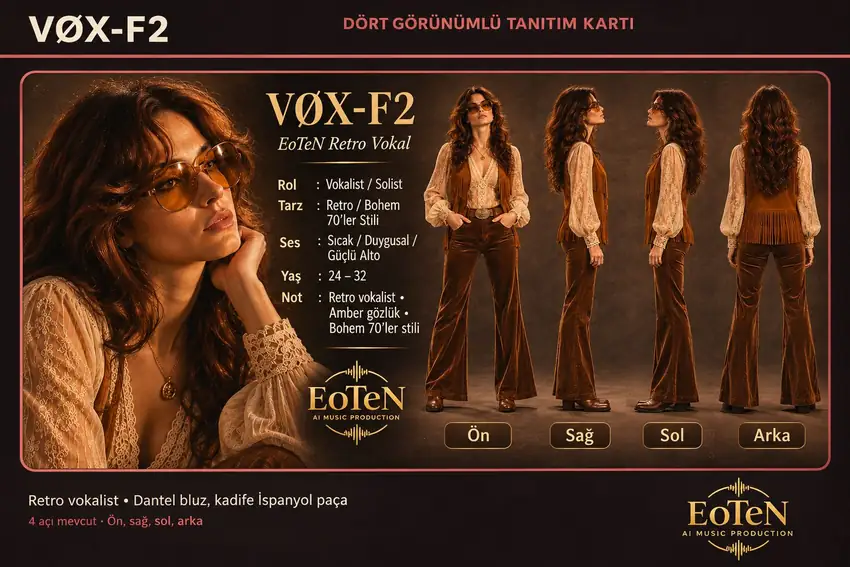 VØX-F2
DÖRT GÖRÜNÜMLÜ TANITIM KARTI
VØX-F2
EoTeN Retro Vokal
Rol : Vokalist / Solist
Tarz : Retro / Bohem
70'ler Stili
Ses : Sıcak / Duygusal /
Güçlü Alto
Yaş : 24 – 32
Not : Retro vokalist •
Amber gözlük •
Bohem 70'ler stili
EoTeN
AI MUSIC PRODUCTION
Ön
Sağ
Sol
Arka
Retro vokalist • Dantel bluz, kadife İspanyol paça
4 açı mevcut · Ön, sağ, sol, arka
EoTeN
AI MUSIC PRODUCTION